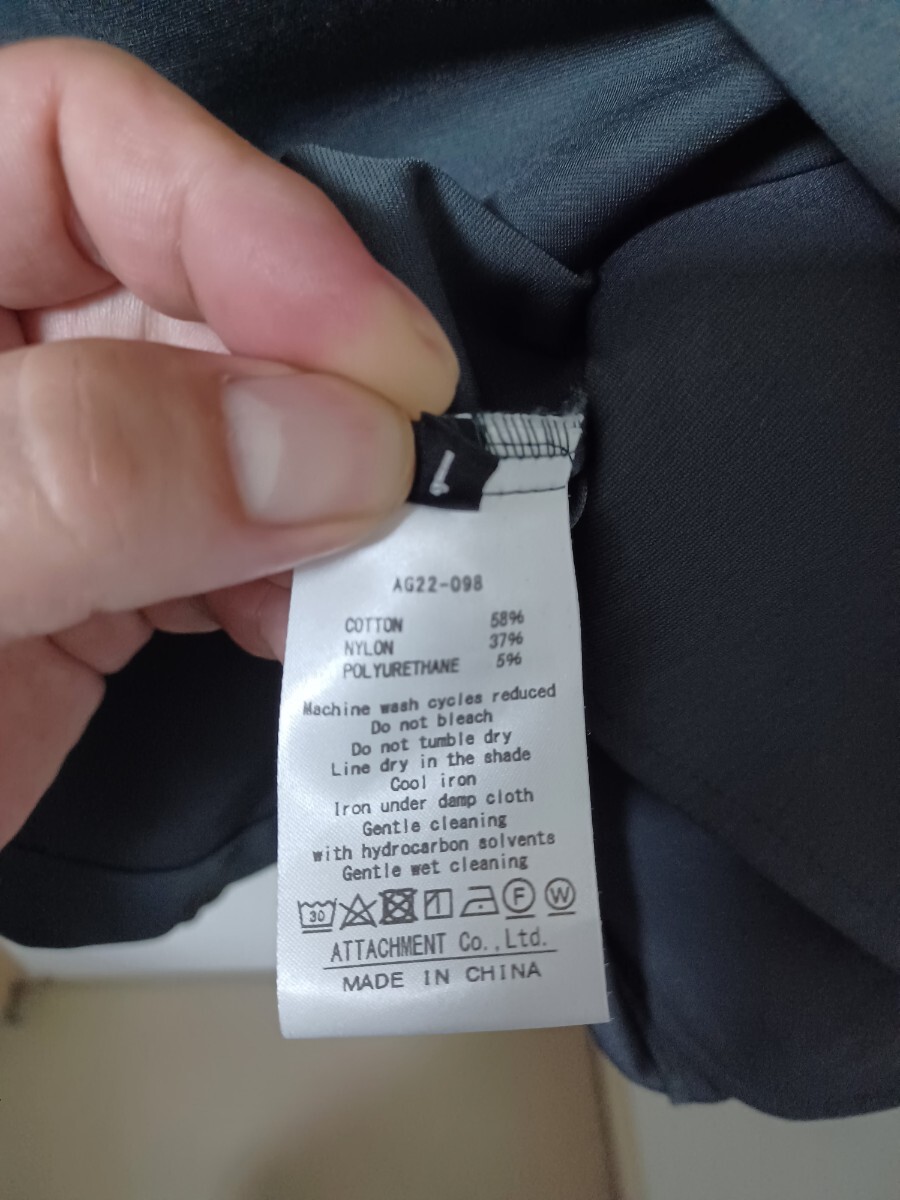 1
AG22-098
COTTON 58%
NYLON 37%
POLYURETHANE 5%
Machine wash cycles reduced
Do not bleach
Do not tumble dry
Line dry in the shade
Cool iron
Iron under damp cloth
Gentle cleaning
with hydrocarbon solvents
Gentle wet cleaning
30 F W
ATTACHMENT Co.,Ltd.
MADE IN CHINA